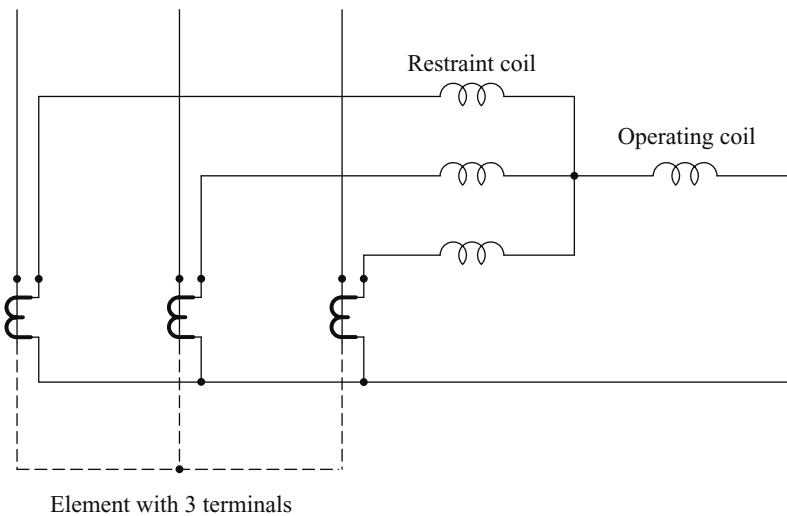 Restraint coil
Operating coil
Element with 3 terminals